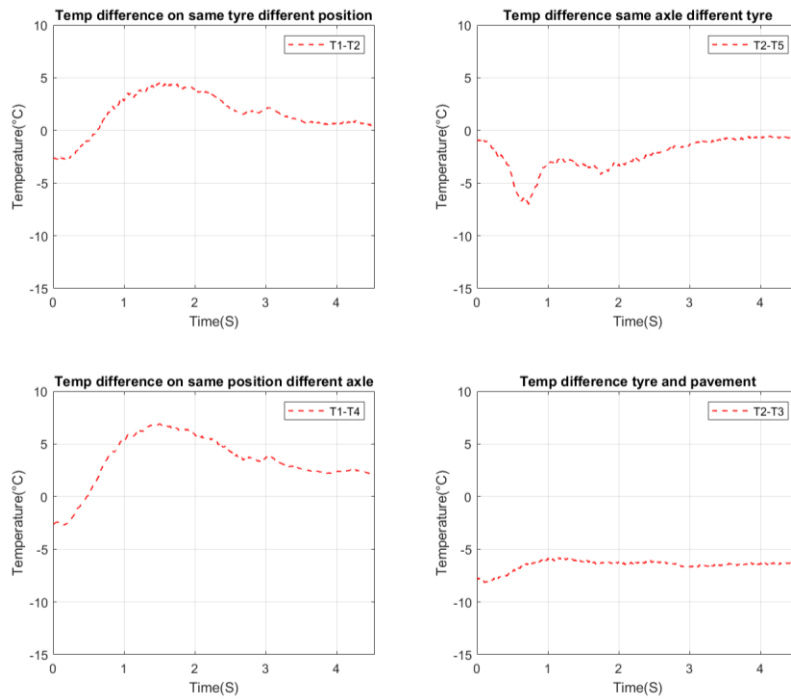 Temp difference on same tyre different position
T1-T2
10
5
0
-5
-10
-15
Temperature(°C)
0 1 2 3 4
Time(S)
Temp difference same axle different tyre
T2-T5
10
5
0
-5
-10
-15
Temperature(°C)
0 1 2 3 4
Time(S)
Temp difference on same position different axle
T1-T4
10
5
0
-5
-10
-15
Temperature(°C)
0 1 2 3 4
Time(S)
Temp difference tyre and pavement
T2-T3
10
5
0
-5
-10
-15
Temperature(°C)
0 1 2 3 4
Time(S)